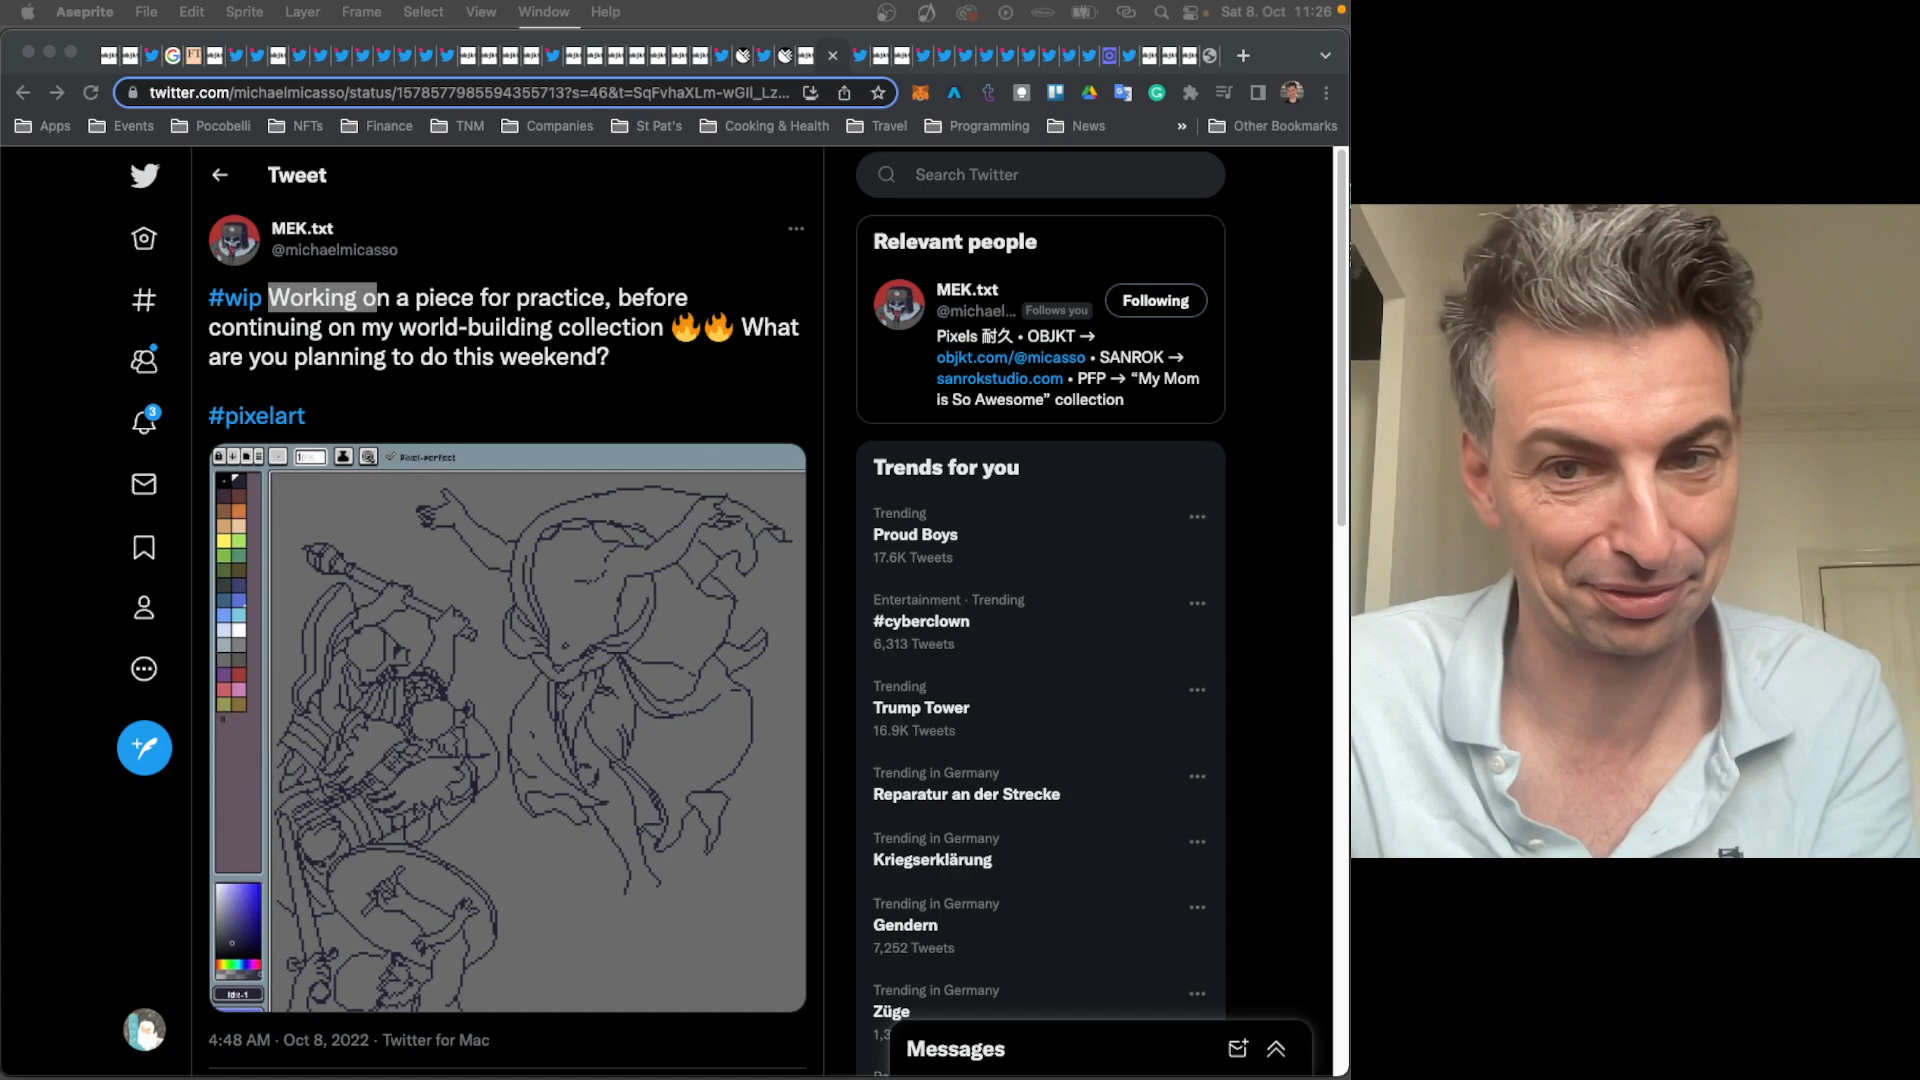 Aseprite File Edit Sprite Layer Frame Select View Window Help Sat 8. Oct 11:26
twitter.com/michaelmicasso/status/1578577985594355713?s=46&t=SqFvhaXLm-wGIl_Lz...
Apps Events Pocobelli NFTs Finance TNM Companies St Pat's Cooking & Health Travel Programming News » Other Bookmarks
Tweet
MEK.txt
@michaelmicasso
#wip Working on a piece for practice, before
continuing on my world-building collection 🔥🔥 What
are you planning to do this weekend?
#pixelart
Pixel-perfect
Idx-1
4:48 AM · Oct 8, 2022 · Twitter for Mac
3
Search Twitter
Relevant people
MEK.txt
@michael... Follows you
Following
Pixels 耐久 • OBJKT →
objkt.com/@micasso • SANROK →
sanrokstudio.com • PFP → “My Mom
is So Awesome” collection
Trends for you
Trending
Proud Boys
17.6K Tweets
Entertainment · Trending
#cyberclown
6,313 Tweets
Trending
Trump Tower
16.9K Tweets
Trending in Germany
Reparatur an der Strecke
Trending in Germany
Kriegserklärung
Trending in Germany
Gendern
7,252 Tweets
Trending in Germany
Züge
Messages